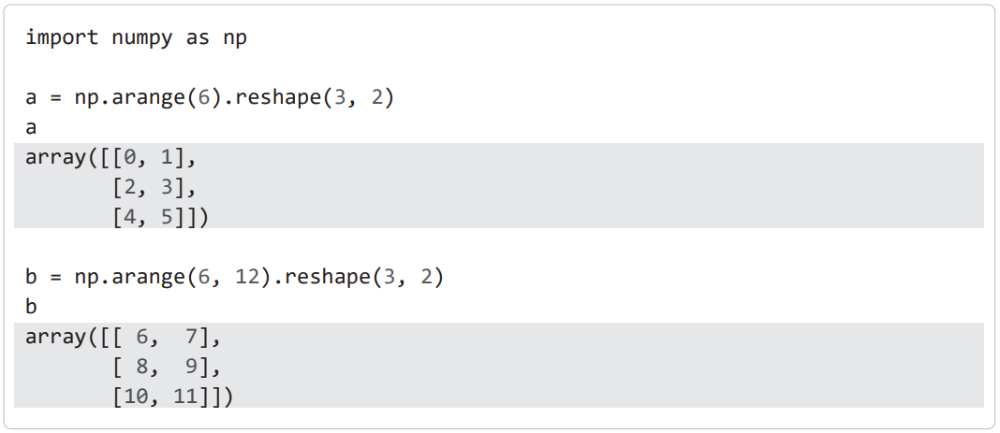 import numpy as np
a = np.arange(6).reshape(3, 2)
a
array([[0, 1],
       [2, 3],
       [4, 5]])
b = np.arange(6, 12).reshape(3, 2)
b
array([[ 6,  7],
       [ 8,  9],
       [10, 11]])